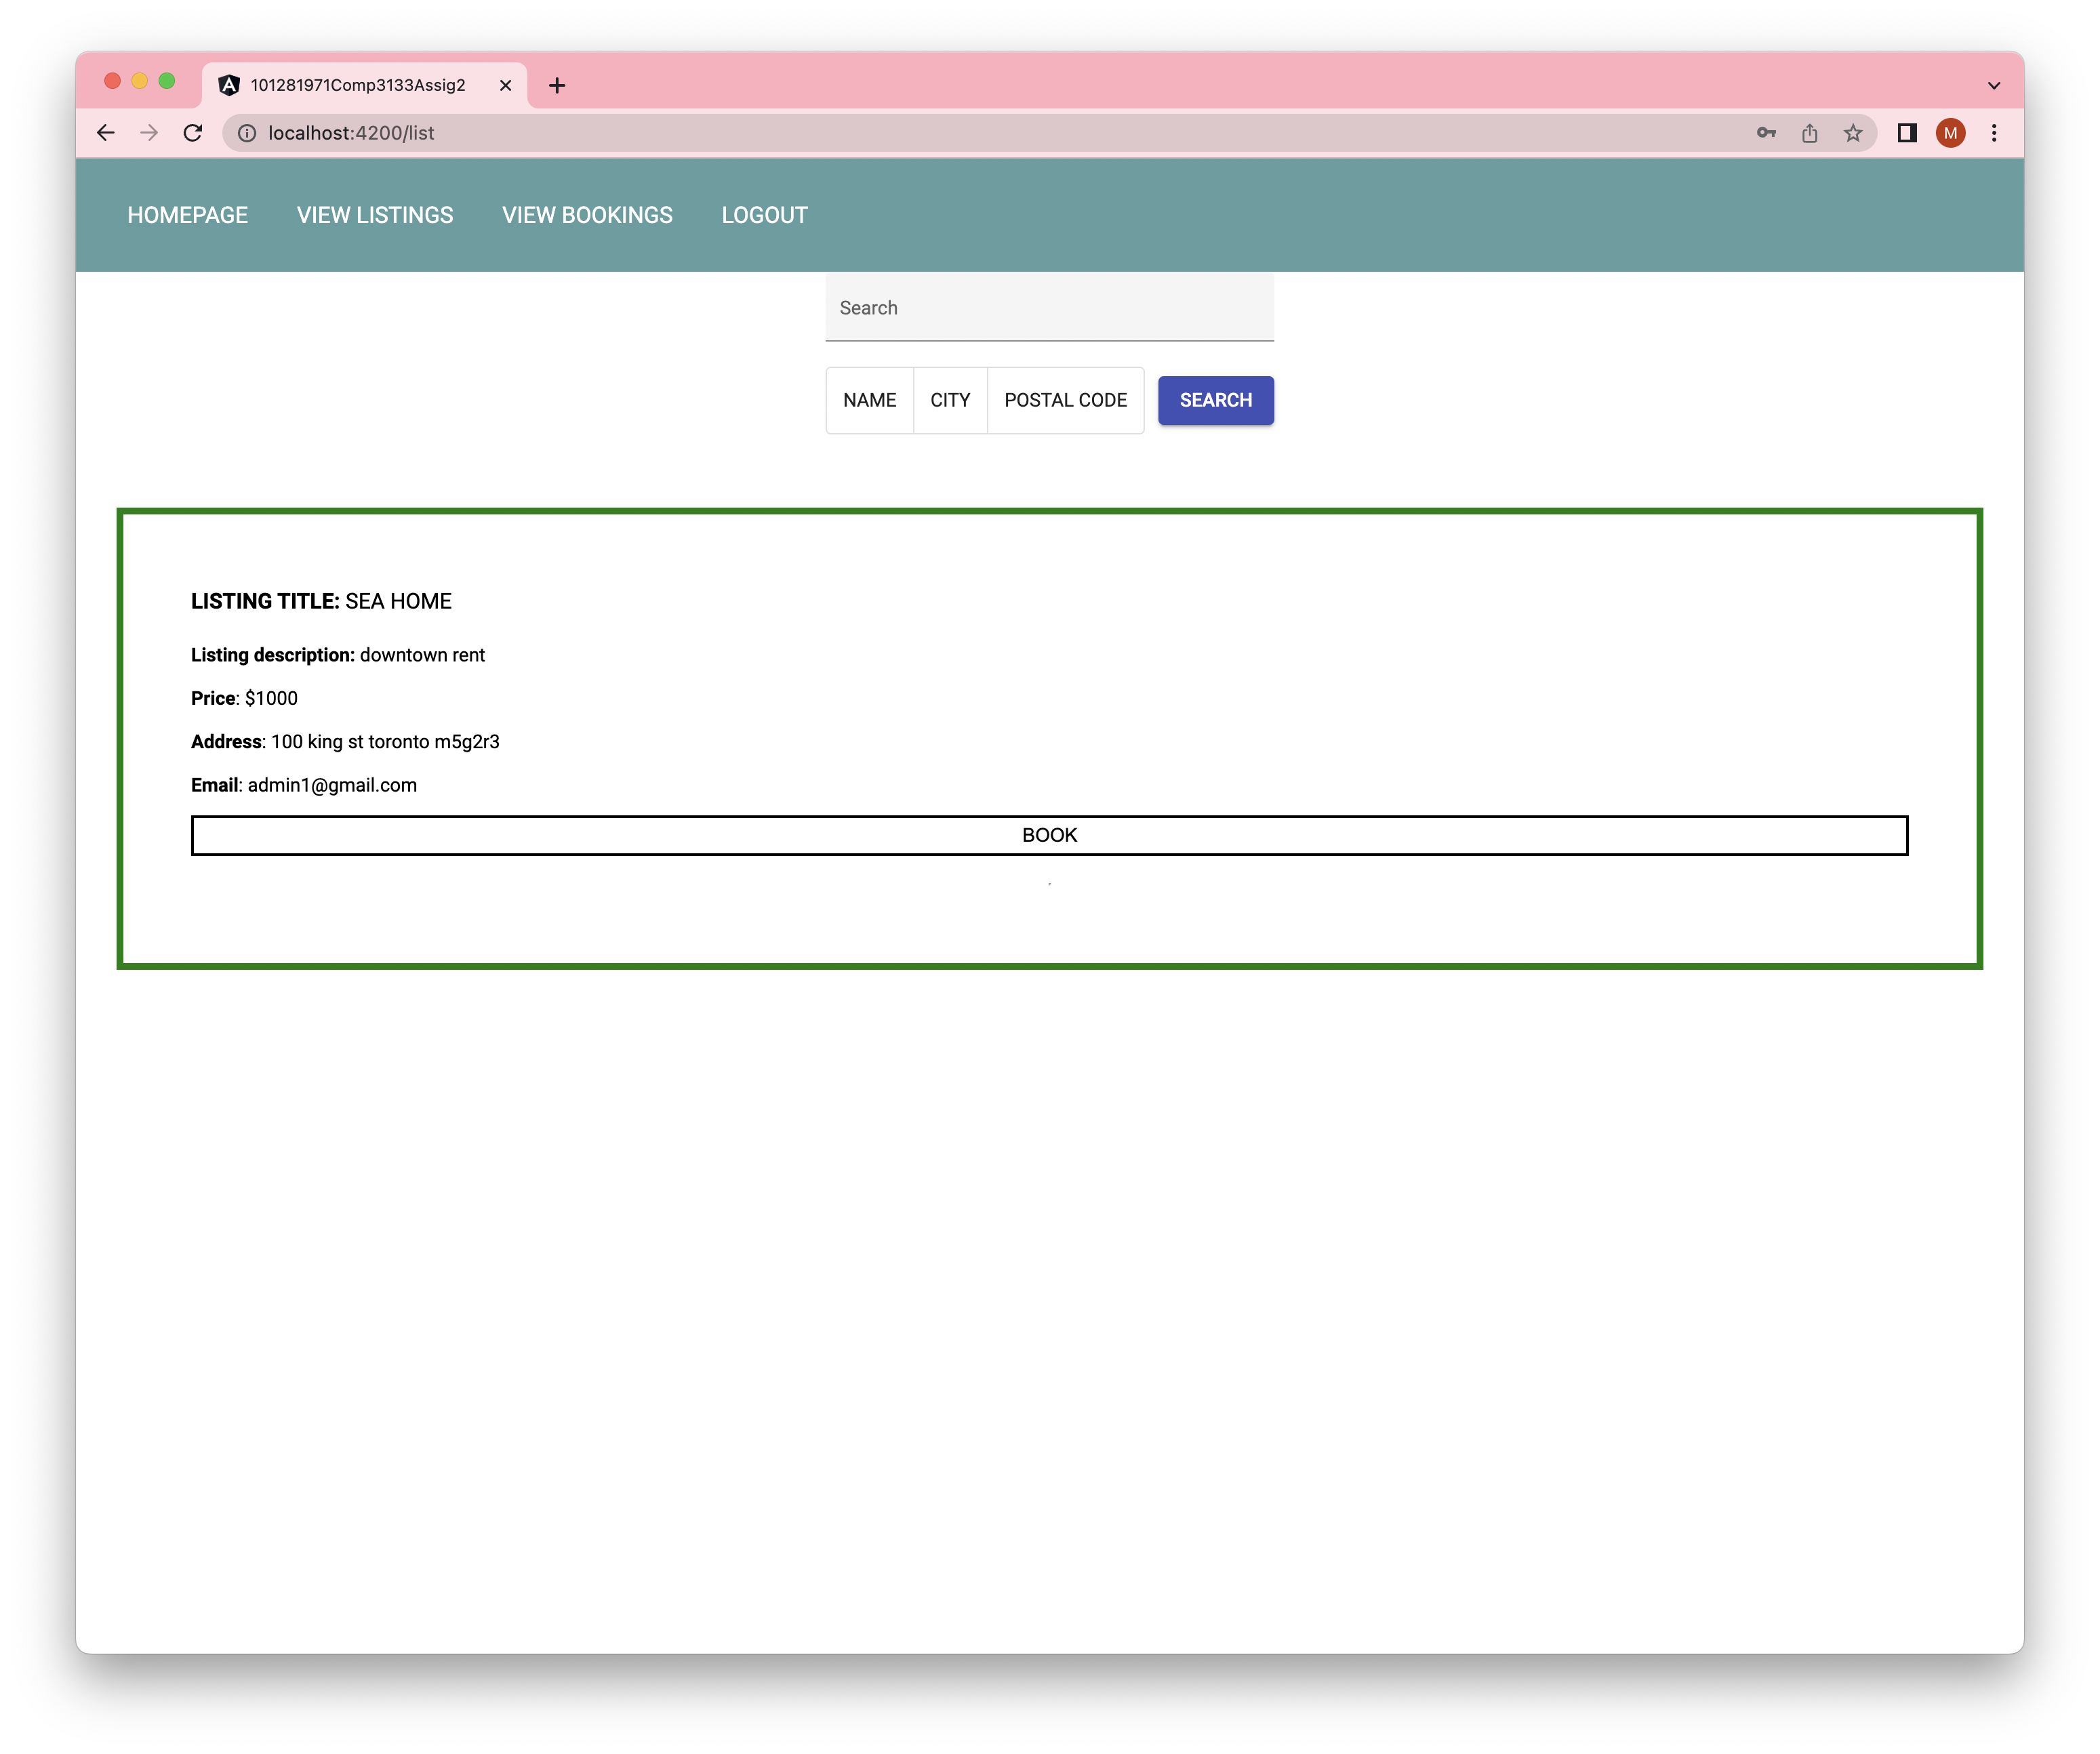 101281971Comp3133Assig2
localhost:4200/list
M
HOMEPAGE VIEW LISTINGS VIEW BOOKINGS LOGOUT
Search
NAME CITY POSTAL CODE SEARCH
LISTING TITLE: SEA HOME
Listing description: downtown rent
Price: $1000
Address: 100 king st toronto m5g2r3
Email: admin1@gmail.com
BOOK